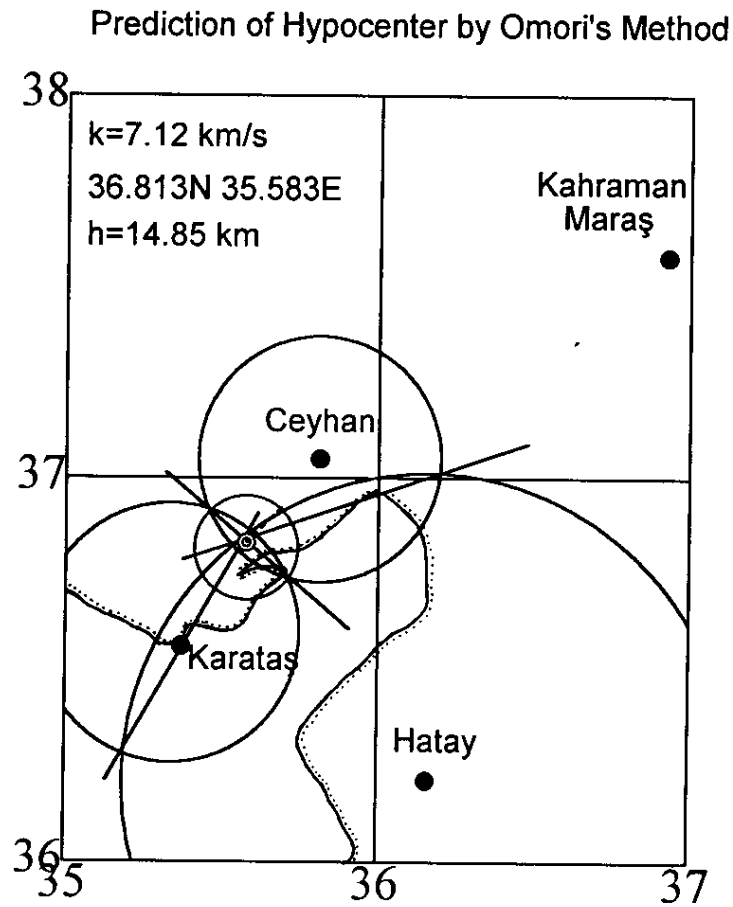 Prediction of Hypocenter by Omori's Method
38
k=7.12 km/s
36.813N 35.583E
h=14.85 km
Kahraman
Maraş
Ceyhan
37
Karatas
Hatay
36
35
36
37